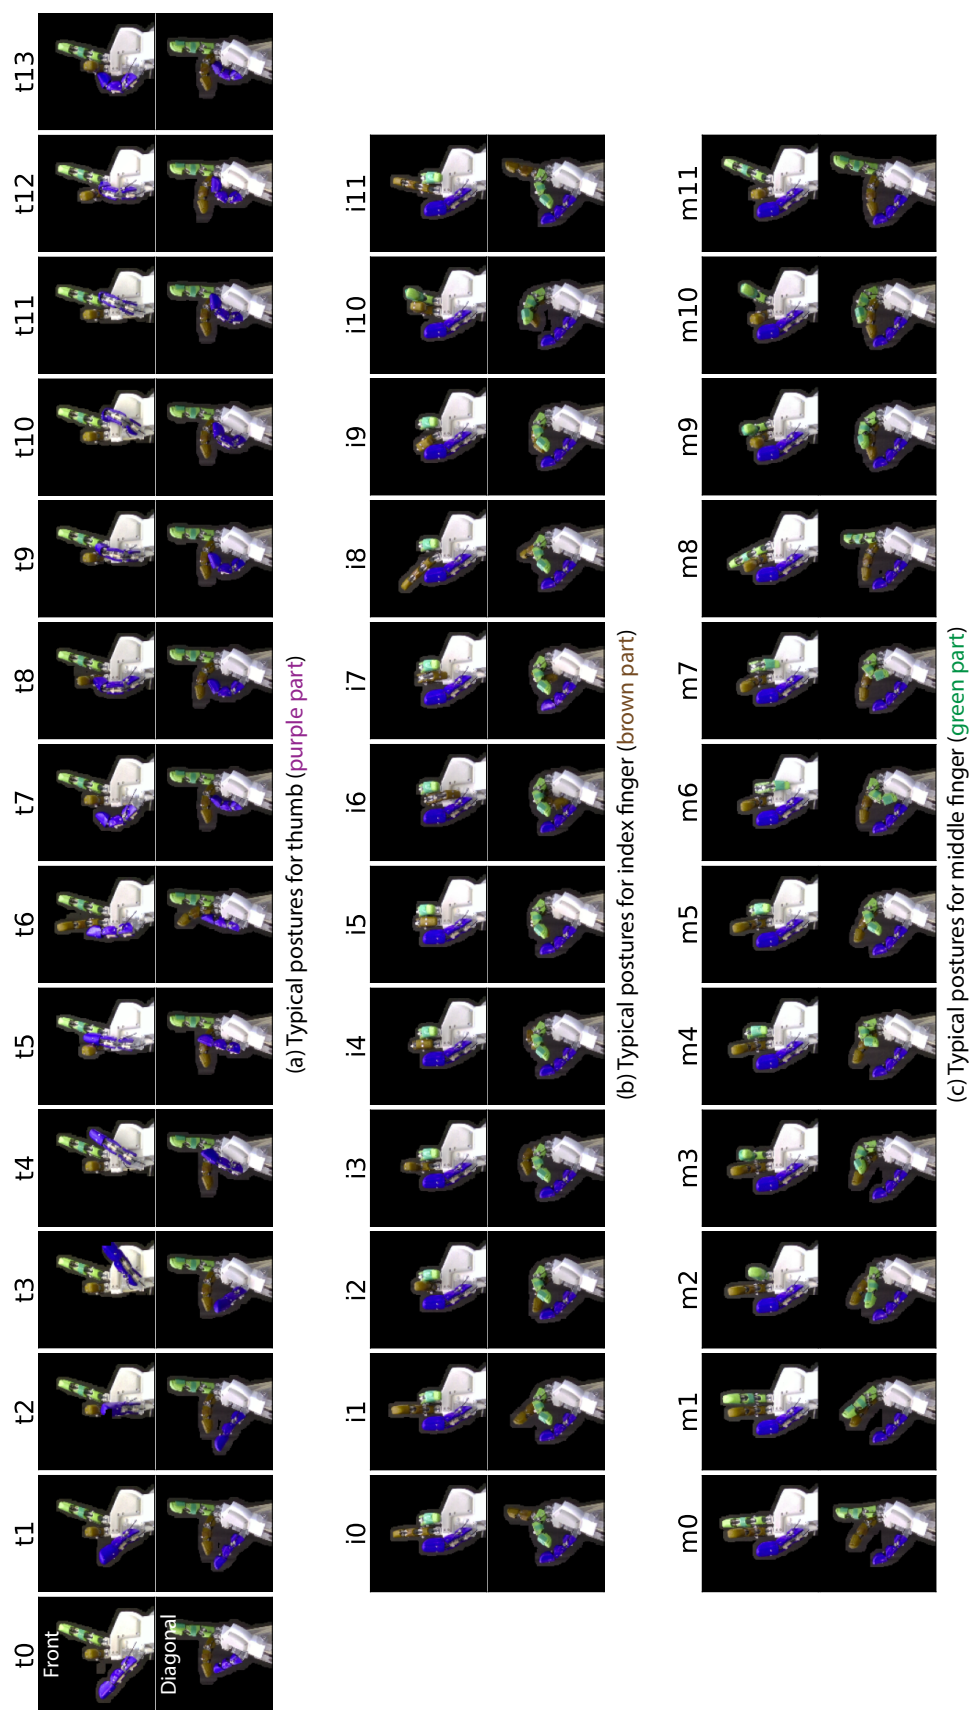 t0 t1 t2 t3 t4 t5 t6 t7 t8 t9 t10 t11 t12 t13
Front
Diagonal
(a) Typical postures for thumb (purple part)
i0 i1 i2 i3 i4 i5 i6 i7 i8 i9 i10 i11
(b) Typical postures for index finger (brown part)
m0 m1 m2 m3 m4 m5 m6 m7 m8 m9 m10 m11
(c) Typical postures for middle finger (green part)